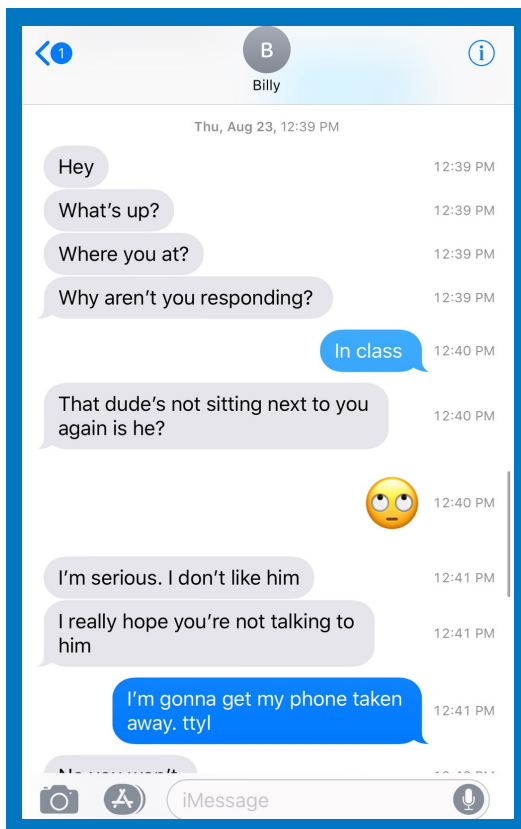 1
B
Billy
Thu, Aug 23, 12:39 PM
Hey 12:39 PM
What's up? 12:39 PM
Where you at? 12:39 PM
Why aren't you responding? 12:39 PM
In class 12:40 PM
That dude's not sitting next to you
again is he? 12:40 PM
12:40 PM
I'm serious. I don't like him 12:41 PM
I really hope you're not talking to
him 12:41 PM
I'm gonna get my phone taken
away. ttyl 12:41 PM
iMessage